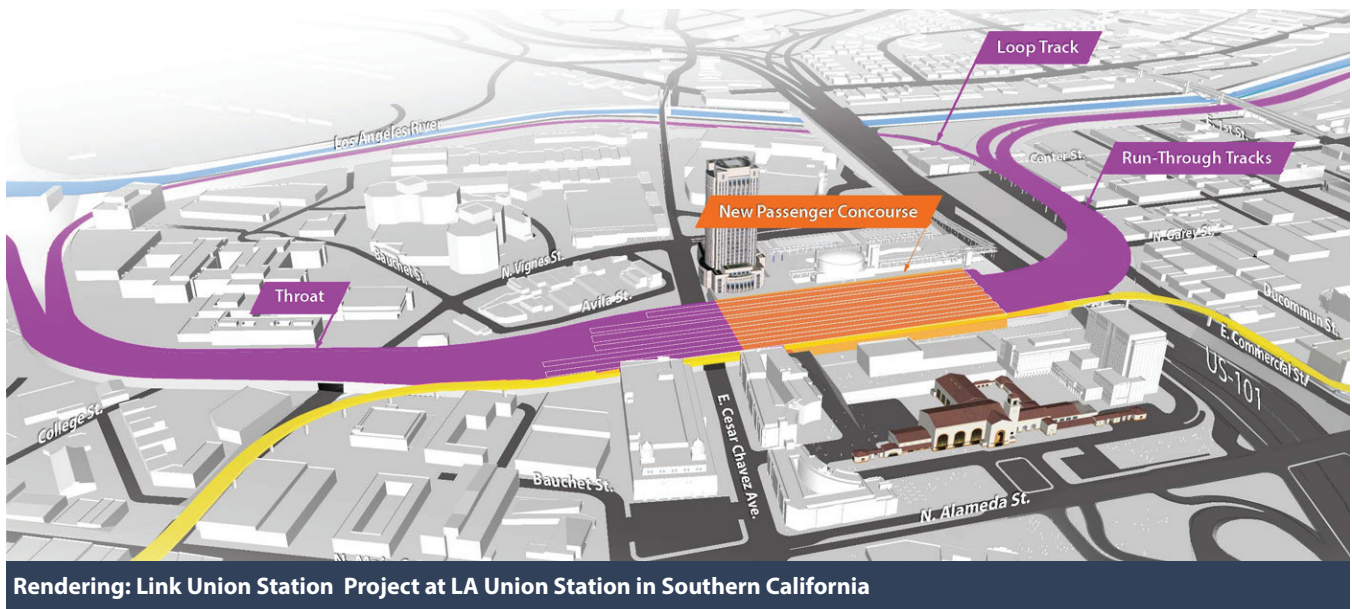 Loop Track
Los Angeles River
E. 1st St.
Center St.
Run-Through Tracks
New Passenger Concourse
N. Garey St.
Bauchet St.
N. Vignes St.
Throat
Avila St.
Ducommun St.
E. Commercial St.
US-101
College St.
E. Cesar Chavez Ave.
Bauchet St.
N. Alameda St.
Rendering: Link Union Station Project at LA Union Station in Southern California